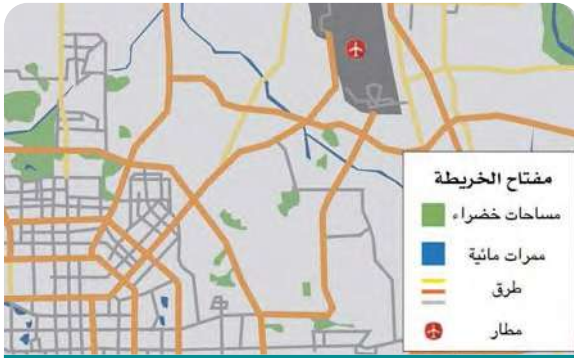 مفتاح الخريطة
مساحات خضراء
ممرات مائية
طرق
مطار